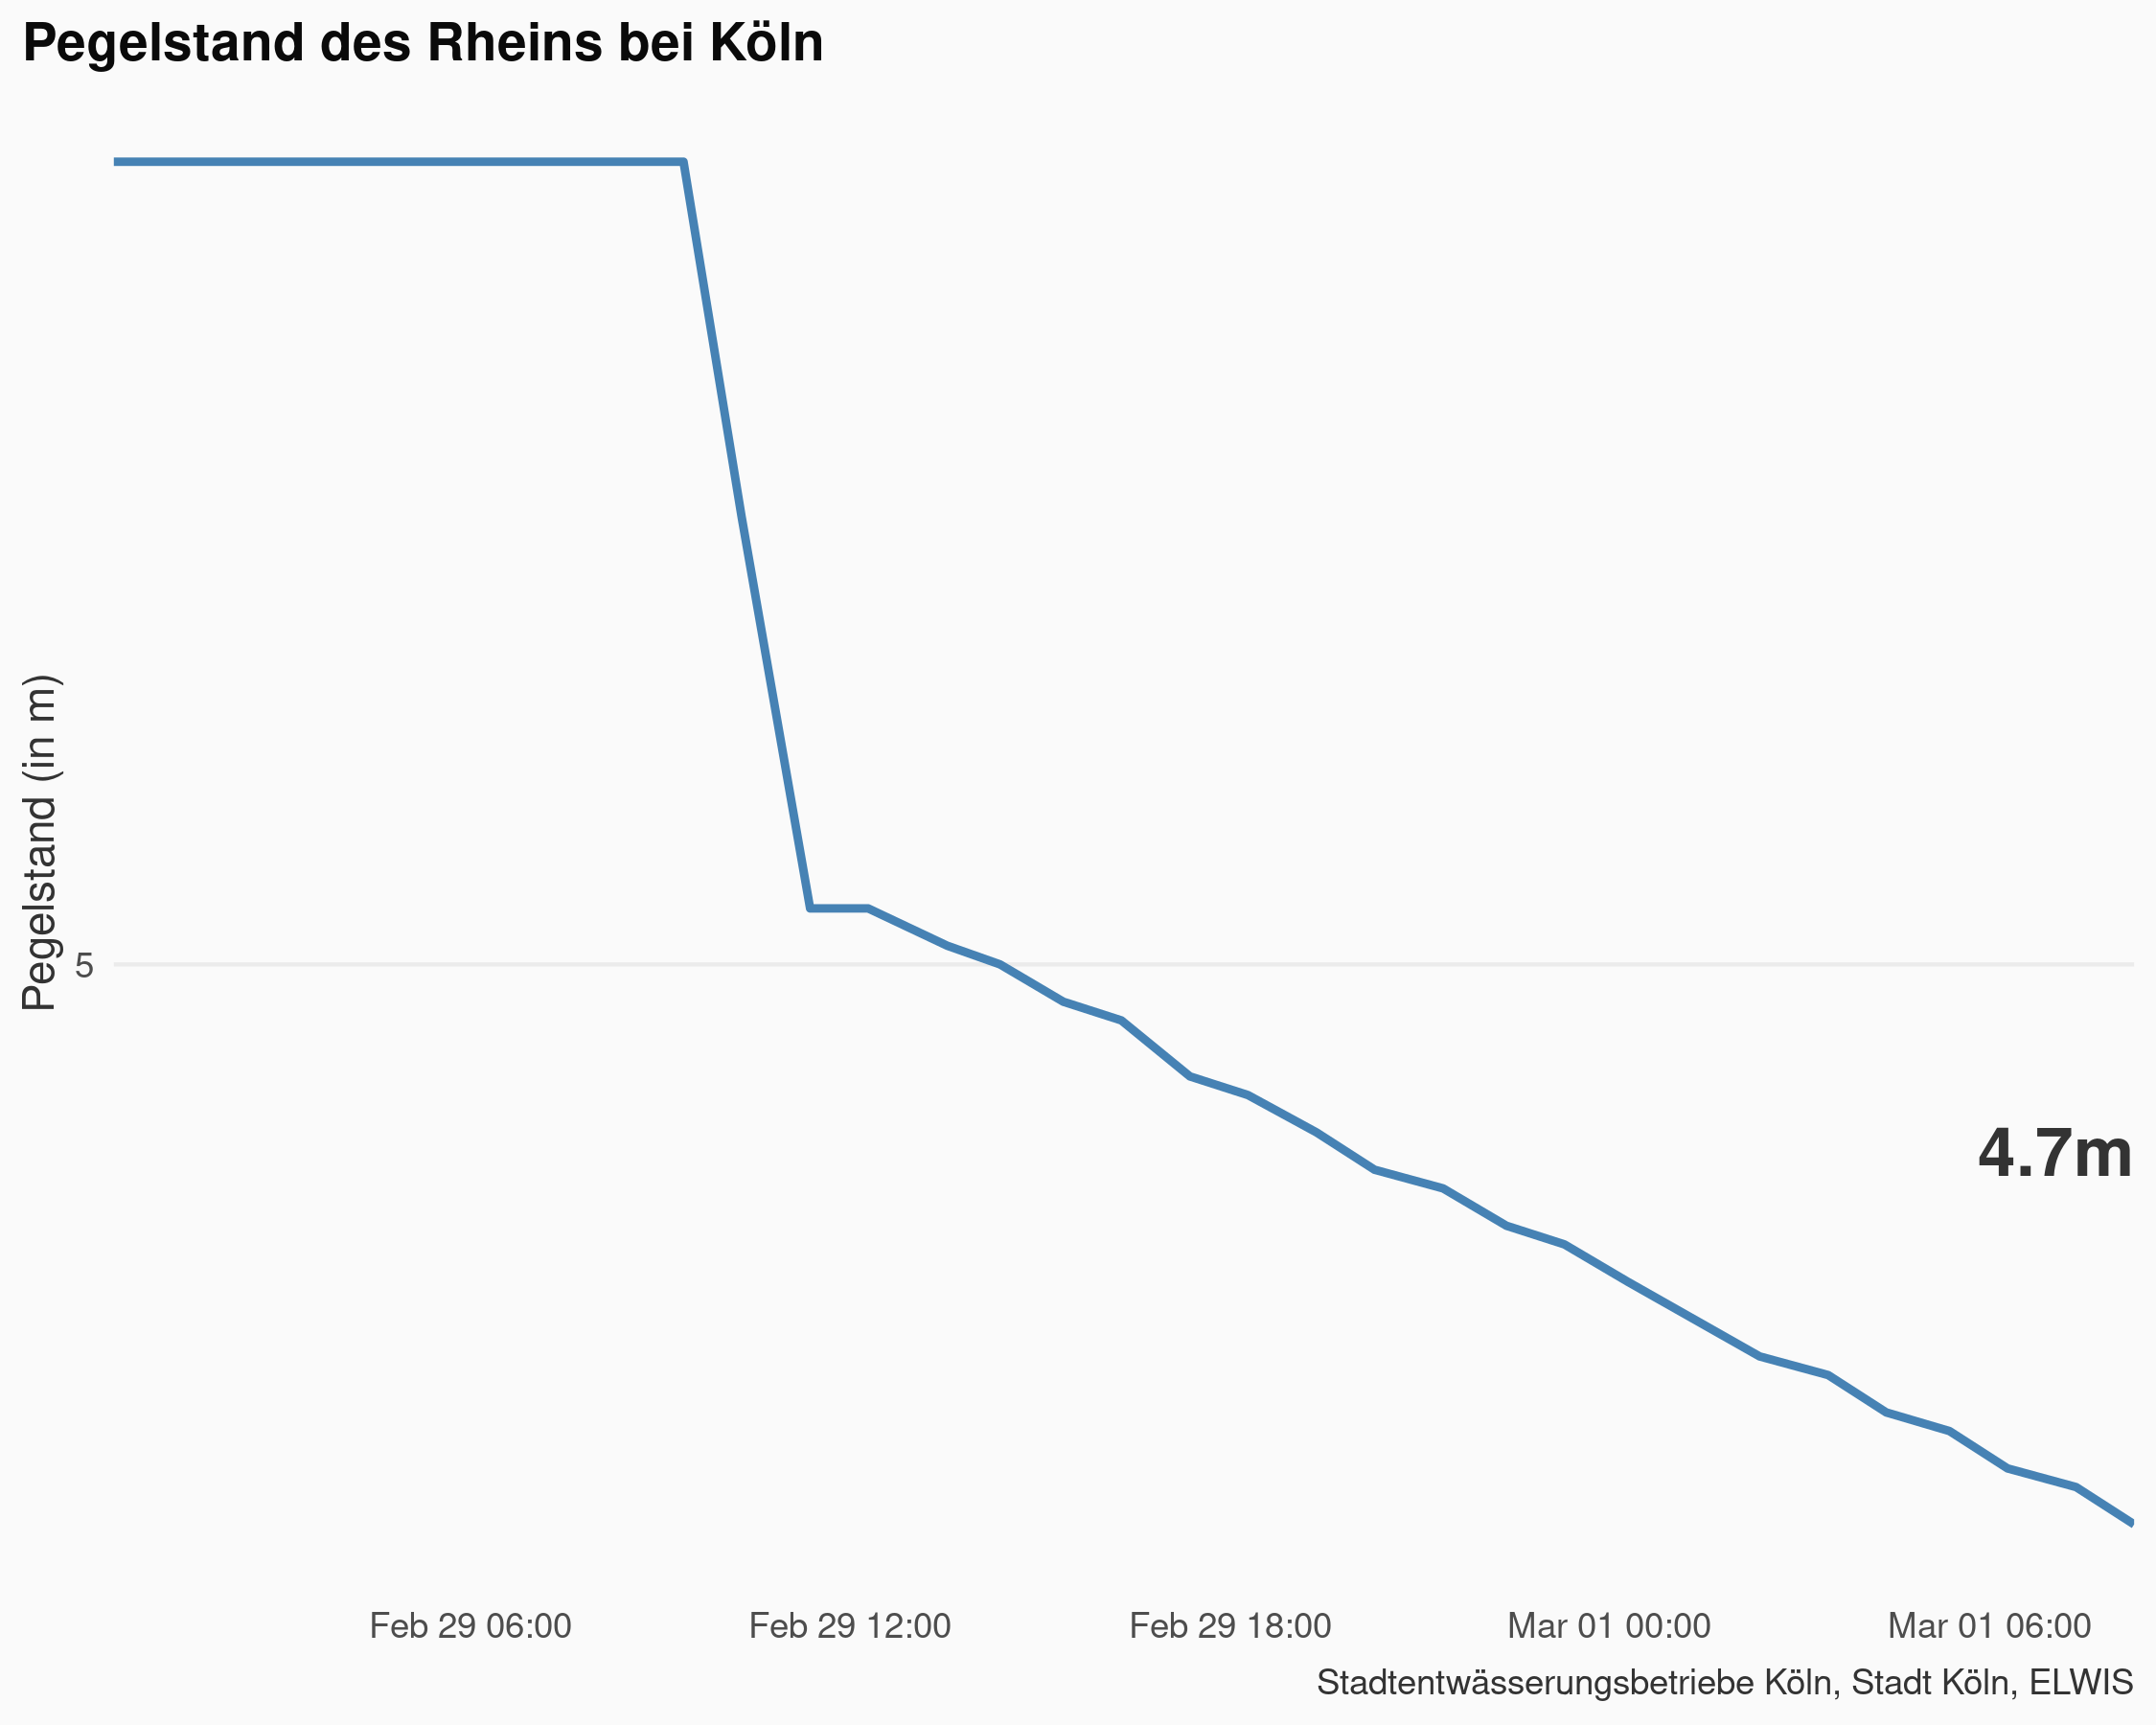 Pegelstand des Rheins bei Köln
Pegelstand (in m)
5
4.7m
Feb 29 06:00
Feb 29 12:00
Feb 29 18:00
Mar 01 00:00
Mar 01 06:00
Stadtentwässerungsbetriebe Köln, Stadt Köln, ELWIS